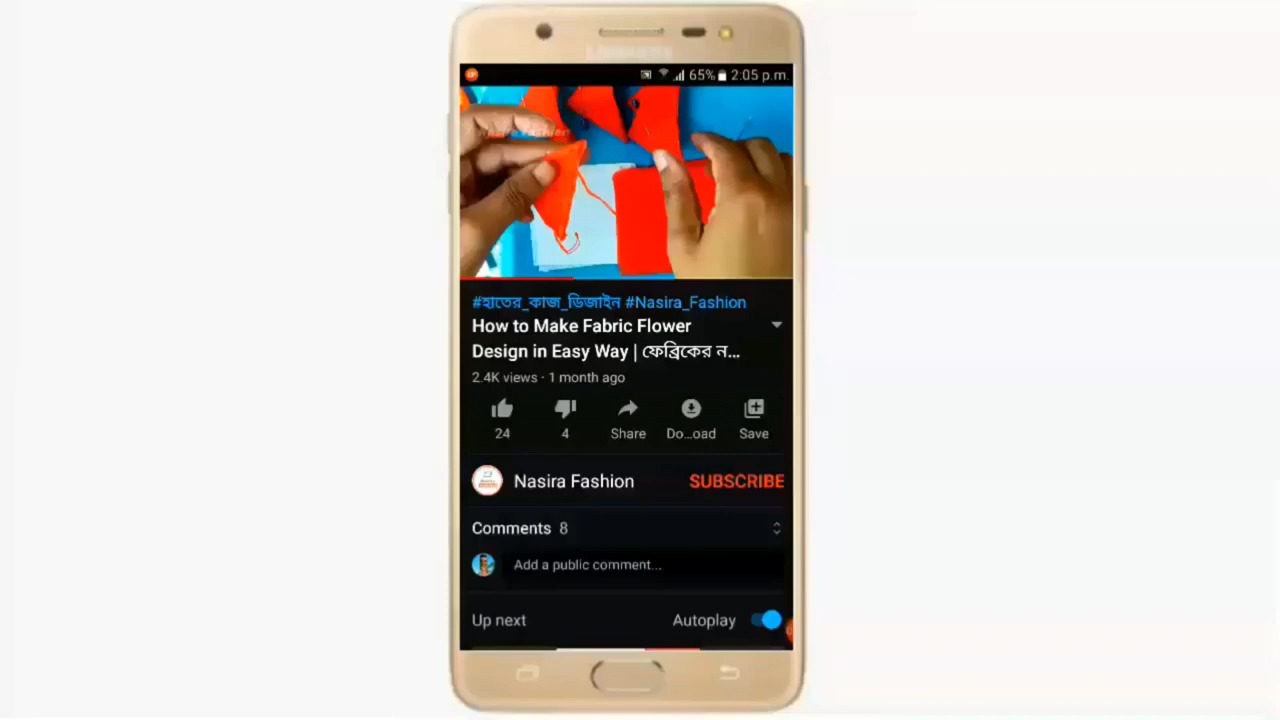 65% 2:05 p.m.
#হাতের_কাজ_ডিজাইন #Nasira_Fashion
How to Make Fabric Flower
Design in Easy Way | ফেব্রিকের ন...
2.4K views · 1 month ago
24
4
Share
Do...oad
Save
Nasira Fashion
SUBSCRIBE
Comments 8
Add a public comment...
Up next
Autoplay